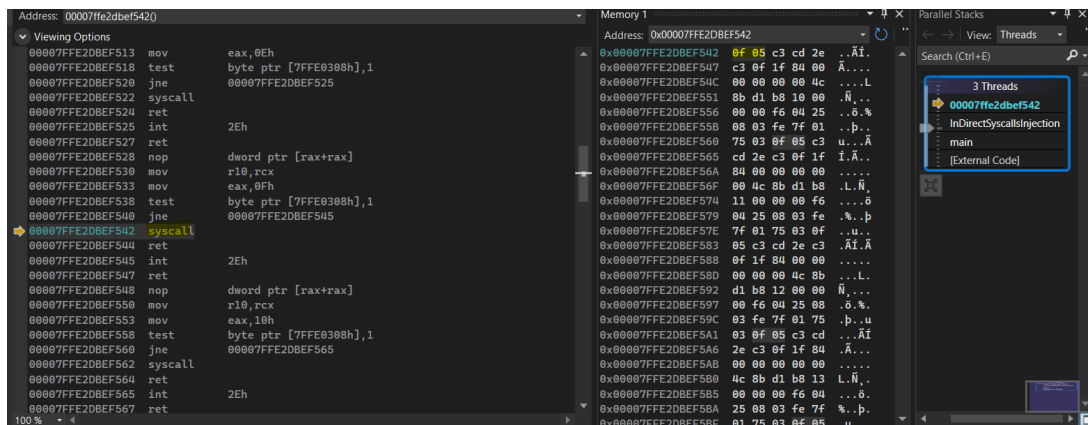 Address: 00007ffe2dbef542()
Viewing Options
00007FFE2DBEF513 mov eax,0Eh
00007FFE2DBEF518 test byte ptr [7FFE0308h],1
00007FFE2DBEF520 jne 00007FFE2DBEF525
00007FFE2DBEF522 syscall
00007FFE2DBEF524 ret
00007FFE2DBEF525 int 2Eh
00007FFE2DBEF527 ret
00007FFE2DBEF528 nop dword ptr [rax+rax]
00007FFE2DBEF530 mov r10,rcx
00007FFE2DBEF533 mov eax,0Fh
00007FFE2DBEF538 test byte ptr [7FFE0308h],1
00007FFE2DBEF540 jne 00007FFE2DBEF545
00007FFE2DBEF542 syscall
00007FFE2DBEF544 ret
00007FFE2DBEF545 int 2Eh
00007FFE2DBEF547 ret
00007FFE2DBEF548 nop dword ptr [rax+rax]
00007FFE2DBEF550 mov r10,rcx
00007FFE2DBEF553 mov eax,10h
00007FFE2DBEF558 test byte ptr [7FFE0308h],1
00007FFE2DBEF560 jne 00007FFE2DBEF565
00007FFE2DBEF562 syscall
00007FFE2DBEF564 ret
00007FFE2DBEF565 int 2Eh
00007FFE2DBEF567 ret
100 %
Memory 1
Address: 0x00007FFE2DBEF542
0x00007FFE2DBEF542 0f 05 c3 cd 2e ..ÃÍ.
0x00007FFE2DBEF547 c3 0f 1f 84 00 Ã....
0x00007FFE2DBEF54C 00 00 00 00 4c ....L
0x00007FFE2DBEF551 8b d1 b8 10 00 .Ñ¸..
0x00007FFE2DBEF556 00 00 f6 04 25 ..ö.%
0x00007FFE2DBEF55B 08 03 fe 7f 01 ..þ..
0x00007FFE2DBEF560 75 03 0f 05 c3 u...Ã
0x00007FFE2DBEF565 cd 2e c3 0f 1f Í.Ã..
0x00007FFE2DBEF56A 84 00 00 00 00 .....
0x00007FFE2DBEF56F 00 4c 8b d1 b8 .L.Ñ¸
0x00007FFE2DBEF574 11 00 00 00 f6 ....ö
0x00007FFE2DBEF579 04 25 08 03 fe .%..þ
0x00007FFE2DBEF57E 7f 01 75 03 0f ..u..
0x00007FFE2DBEF583 05 c3 cd 2e c3 .ÃÍ.Ã
0x00007FFE2DBEF588 0f 1f 84 00 00 .....
0x00007FFE2DBEF58D 00 00 00 4c 8b ...L.
0x00007FFE2DBEF592 d1 b8 12 00 00 Ñ¸...
0x00007FFE2DBEF597 00 f6 04 25 08 .ö.%.
0x00007FFE2DBEF59C 03 fe 7f 01 75 .þ..u
0x00007FFE2DBEF5A1 03 0f 05 c3 cd ...ÃÍ
0x00007FFE2DBEF5A6 2e c3 0f 1f 84 .Ã...
0x00007FFE2DBEF5AB 00 00 00 00 00 .....
0x00007FFE2DBEF5B0 4c 8b d1 b8 13 L.Ñ¸.
0x00007FFE2DBEF5B5 00 00 00 f6 04 ...ö.
0x00007FFE2DBEF5BA 25 08 03 fe 7f %..þ.
0x00007FFE2DBEF5BF 01 75 03 0f 05 .u...
Parallel Stacks
View: Threads
Search (Ctrl+E)
3 Threads
00007ffe2dbef542
InDirectSyscallsInjection
main
[External Code]